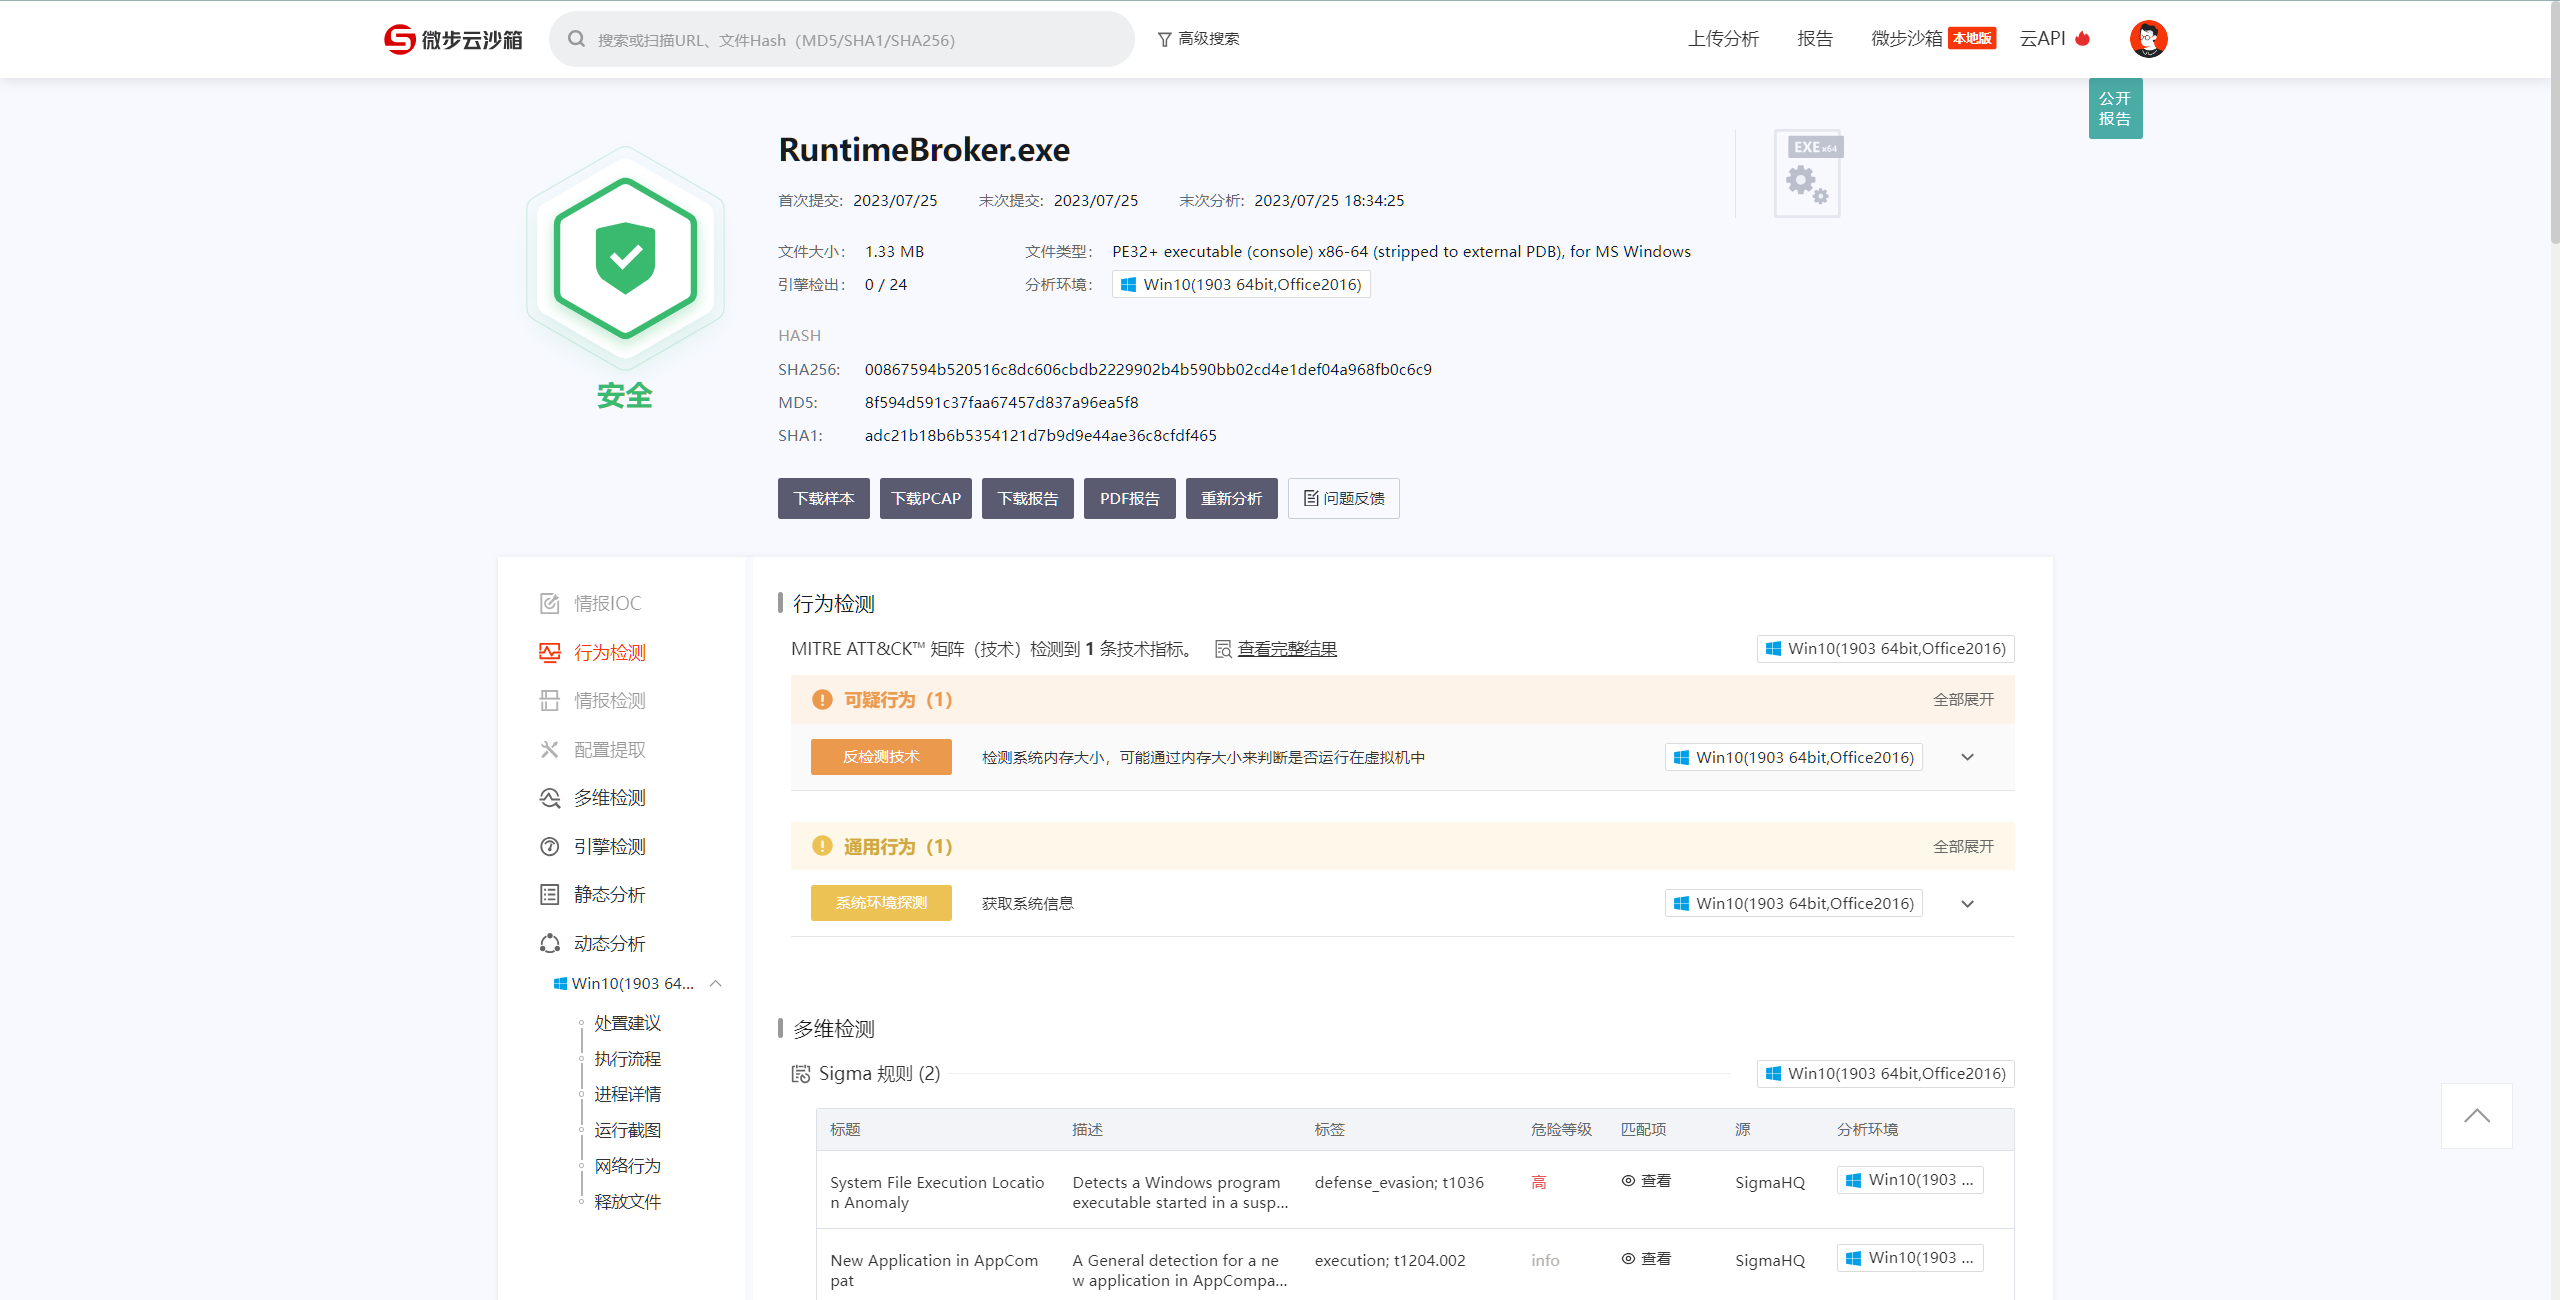 微步云沙箱
搜索或扫描URL、文件Hash（MD5/SHA1/SHA256）
高级搜索
上传分析
报告
微步沙箱 本地版
云API
公开
报告
安全
RuntimeBroker.exe
EXE x64
首次提交: 2023/07/25 末次提交: 2023/07/25 末次分析: 2023/07/25 18:34:25
文件大小: 1.33 MB 文件类型: PE32+ executable (console) x86-64 (stripped to external PDB), for MS Windows
引擎检出: 0 / 24 分析环境: Win10(1903 64bit,Office2016)
HASH
SHA256: 00867594b520516c8dc606cbdb2229902b4b590bb02cd4e1def04a968fb0c6c9
MD5: 8f594d591c37faa67457d837a96ea5f8
SHA1: adc21b18b6b5354121d7b9d9e44ae36c8cfdf465
下载样本 下载PCAP 下载报告 PDF报告 重新分析 问题反馈
情报IOC
行为检测
情报检测
配置提取
多维检测
引擎检测
静态分析
动态分析
Win10(1903 64...
处置建议
执行流程
进程详情
运行截图
网络行为
释放文件
行为检测
MITRE ATT&CK™ 矩阵（技术）检测到 1 条技术指标。 查看完整结果 Win10(1903 64bit,Office2016)
可疑行为（1） 全部展开
反检测技术 检测系统内存大小，可能通过内存大小来判断是否运行在虚拟机中 Win10(1903 64bit,Office2016)
通用行为（1） 全部展开
系统环境探测 获取系统信息 Win10(1903 64bit,Office2016)
多维检测
Sigma 规则 (2) Win10(1903 64bit,Office2016)
标题 描述 标签 危险等级 匹配项 源 分析环境
System File Execution Locatio Detects a Windows program defense_evasion; t1036 高 查看 SigmaHQ Win10(1903 ...
n Anomaly executable started in a susp...
New Application in AppCom A General detection for a ne execution; t1204.002 info 查看 SigmaHQ Win10(1903 ...
pat w application in AppCompa...